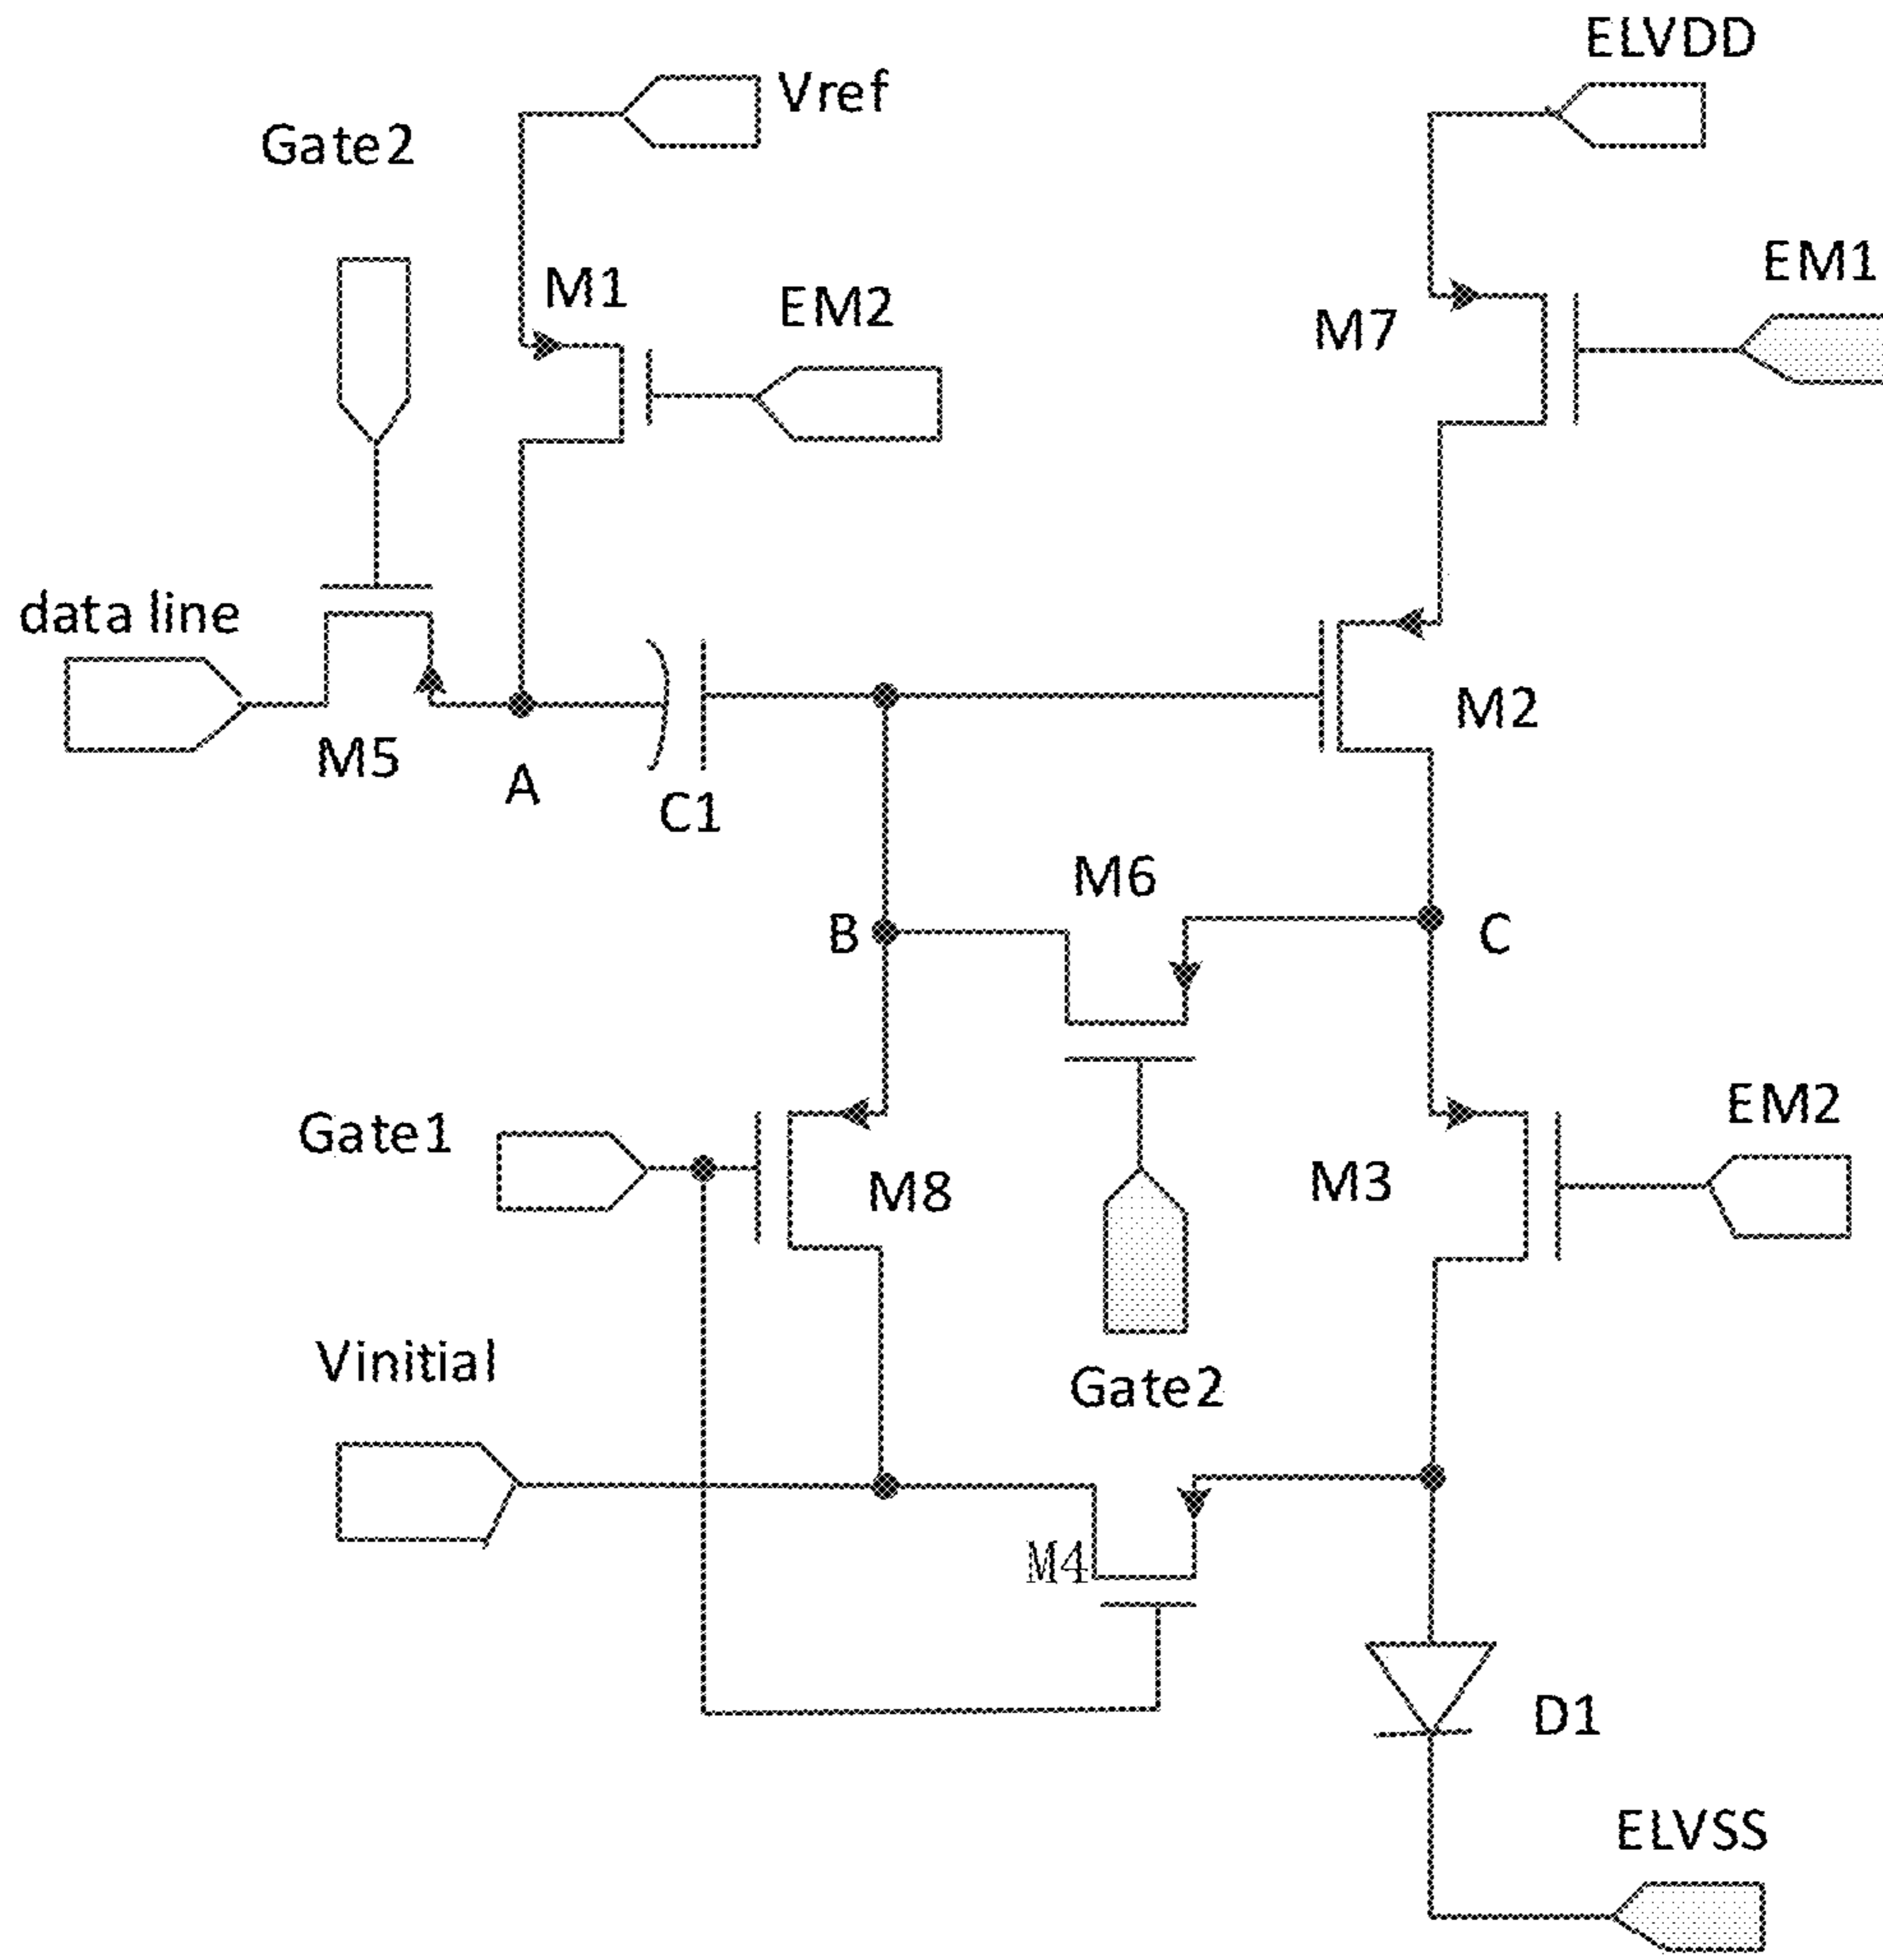 ELVDD
Vref
Gate2
EM1
M1
EM2
M7
data line
M2
M5
A
C1
M6
B
C
Gate1
EM2
M8
M3
Vinitial
Gate2
M4
D1
ELVSS